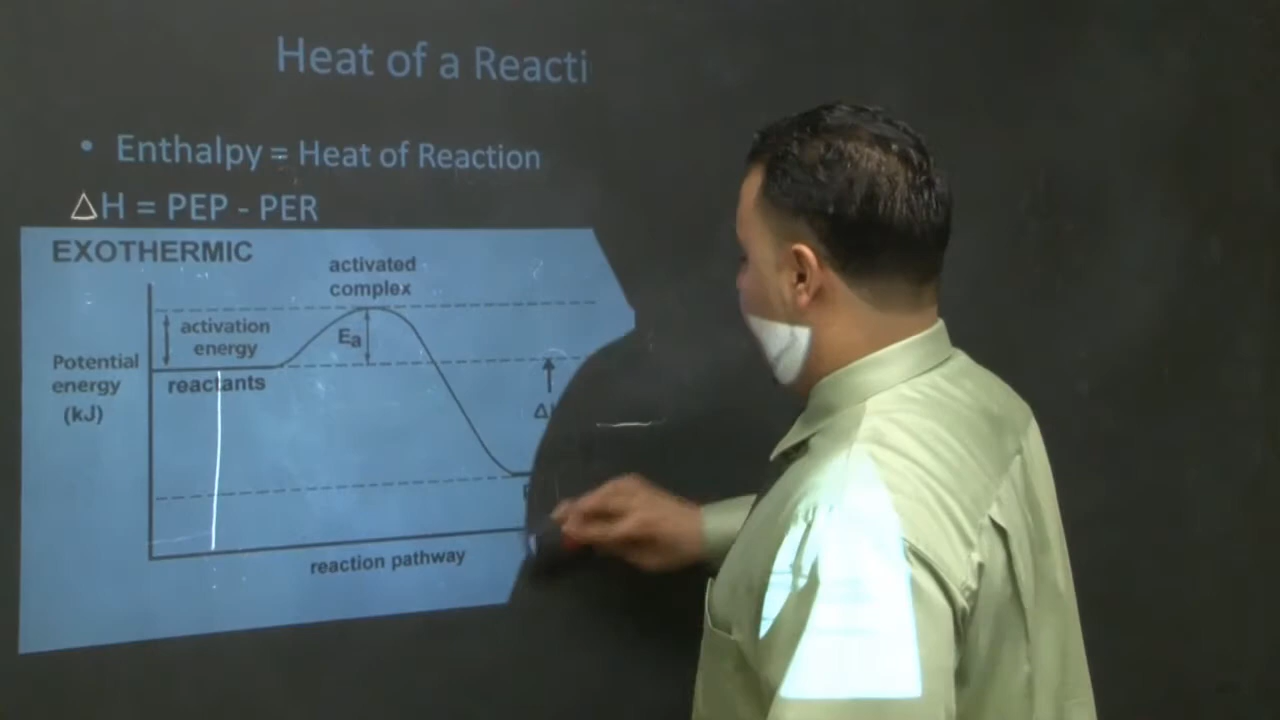 Heat of a Reacti
• Enthalpy = Heat of Reaction
△H = PEP - PER
EXOTHERMIC
activated
complex
activation
energy
Ea
Potential
energy
(kJ)
reactants
reaction pathway